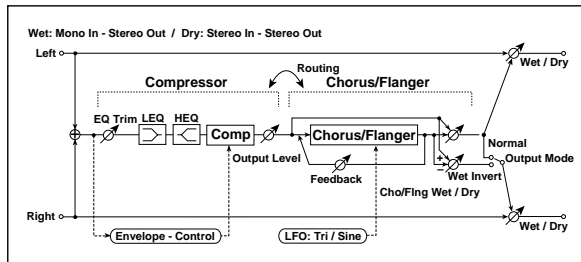 Wet: Mono In - Stereo Out / Dry: Stereo In - Stereo Out
Left
Wet / Dry
Routing
Compressor
Chorus/Flanger
EQ Trim
LEQ
HEQ
Comp
Chorus/Flanger
Normal
Output Level
Output Mode
+
−
Wet Invert
Feedback
Cho/Flng Wet / Dry
Right
Envelope - Control
LFO: Tri / Sine
Wet / Dry